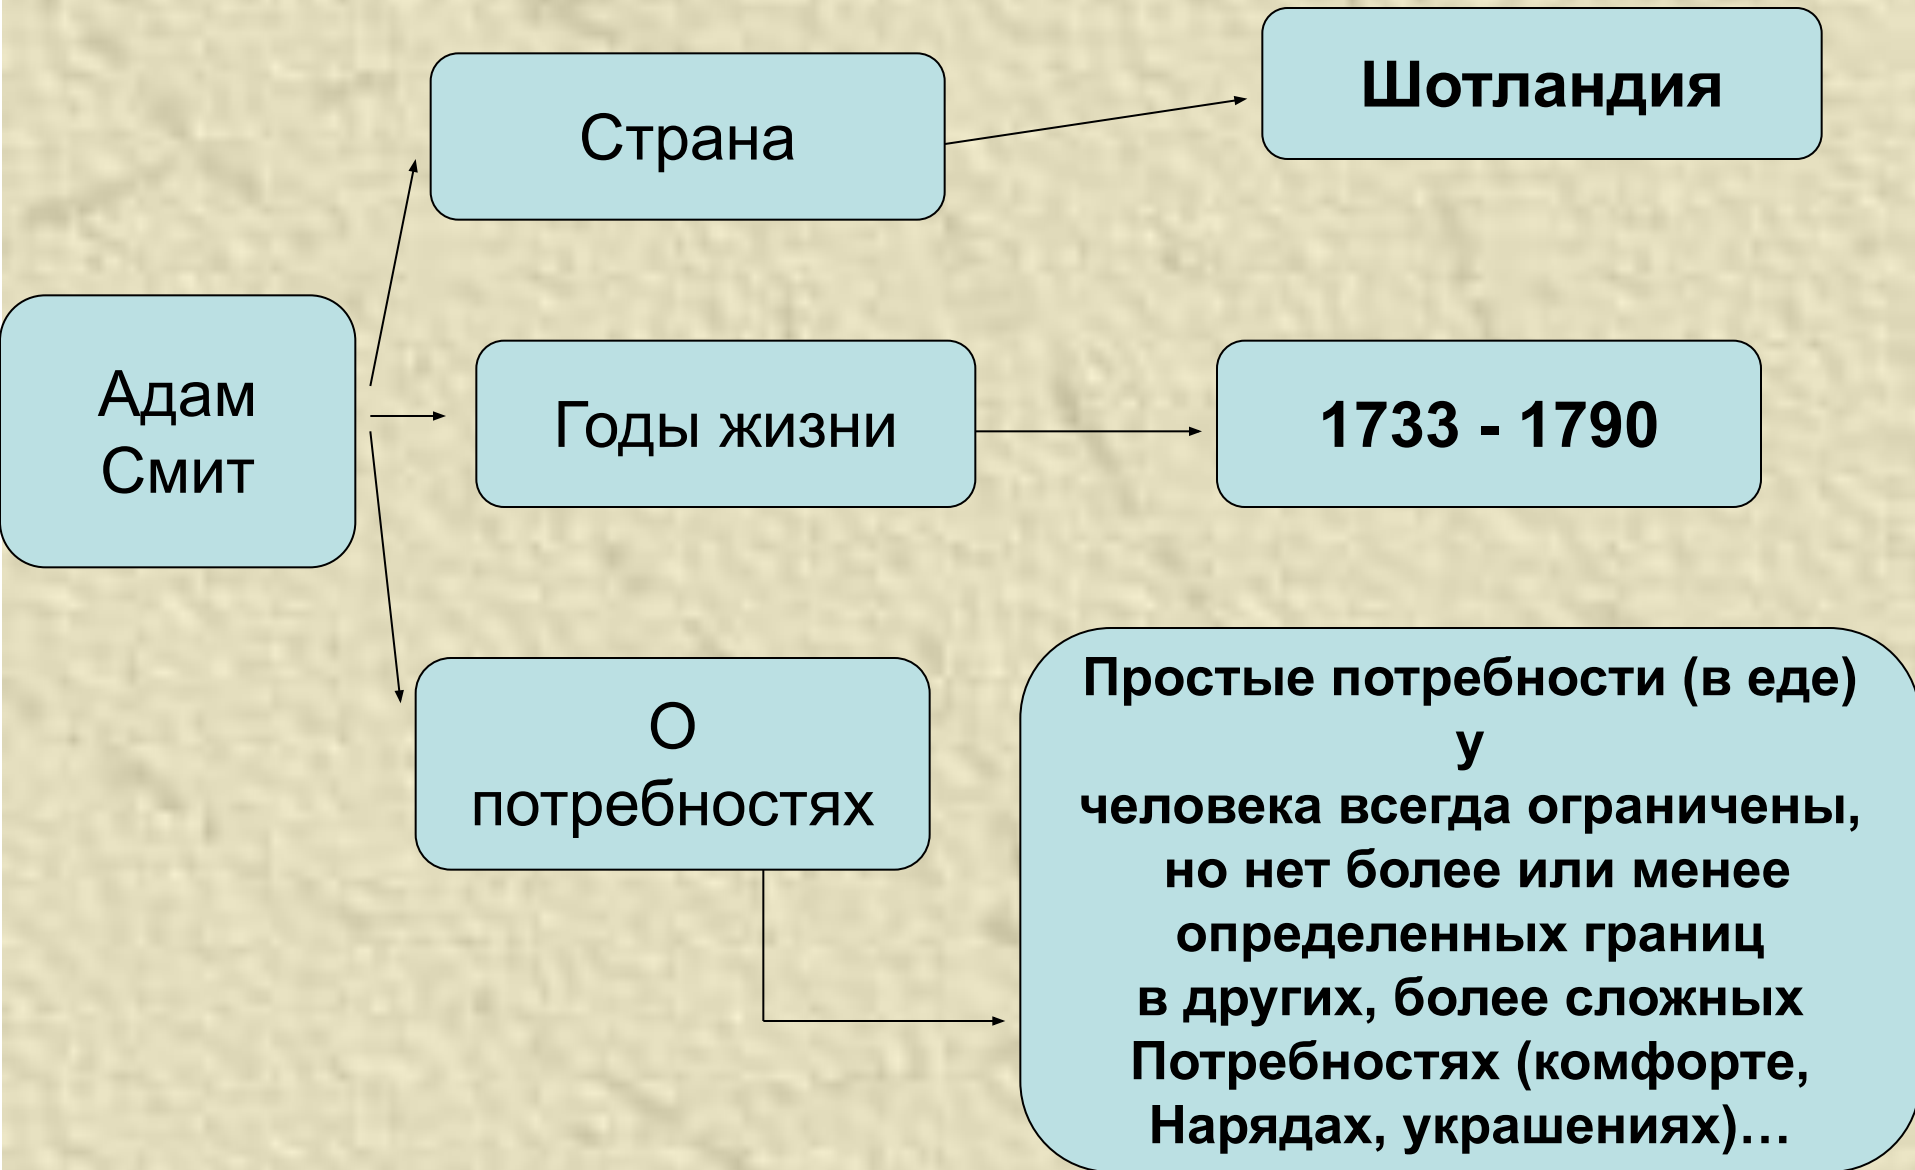 Адам
Смит
Страна
Шотландия
Годы жизни
1733 - 1790
О
потребностях
Простые потребности (в еде)
у
человека всегда ограничены,
но нет более или менее
определенных границ
в других, более сложных
Потребностях (комфорте,
Нарядах, украшениях)…